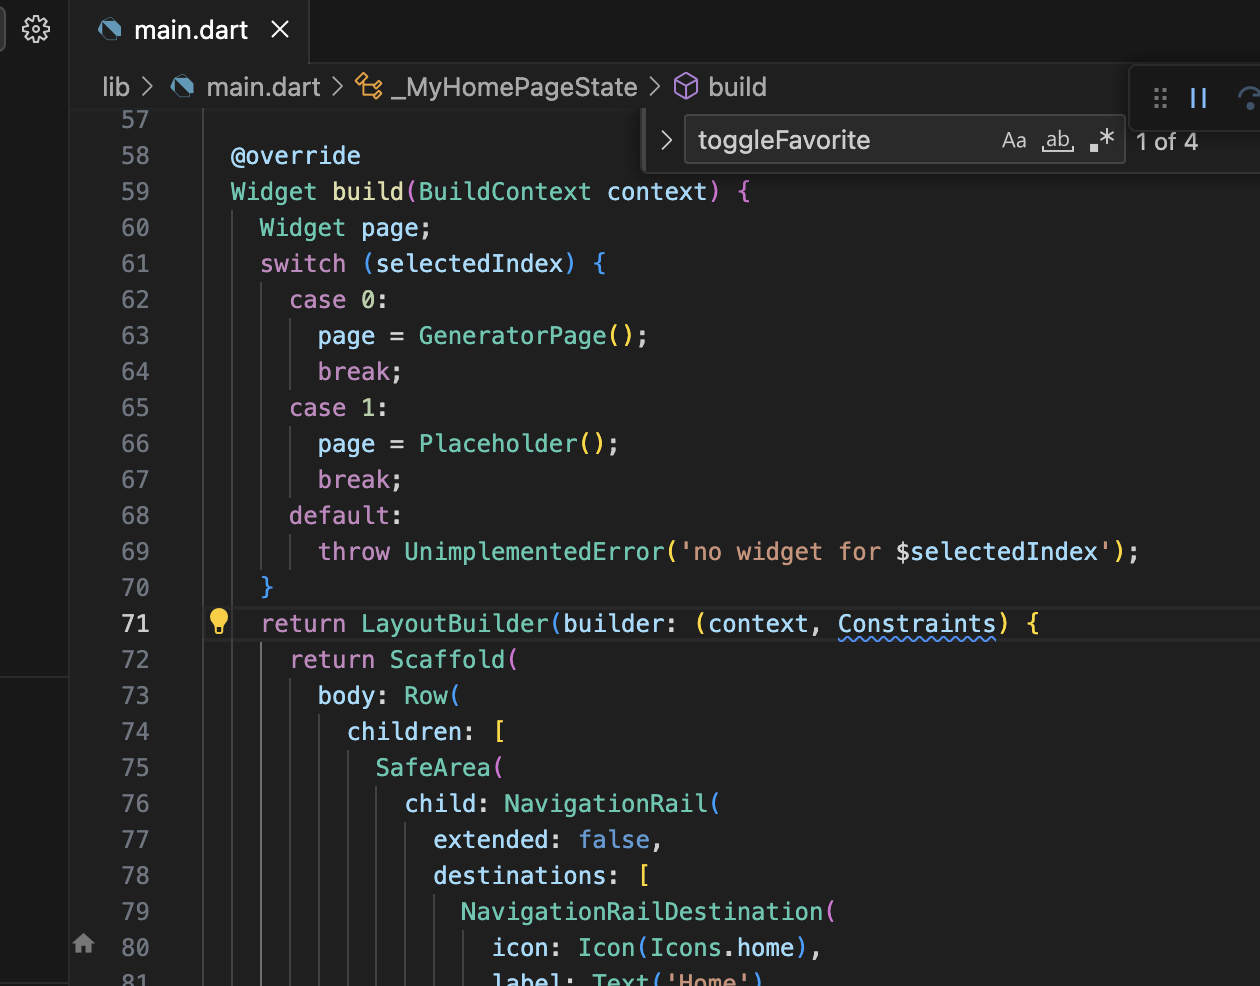 main.dart
lib > main.dart > _MyHomePageState > build
toggleFavorite Aa ab .* 1 of 4
57
58 @override
59 Widget build(BuildContext context) {
60 Widget page;
61 switch (selectedIndex) {
62 case 0:
63 page = GeneratorPage();
64 break;
65 case 1:
66 page = Placeholder();
67 break;
68 default:
69 throw UnimplementedError('no widget for $selectedIndex');
70 }
71 return LayoutBuilder(builder: (context, Constraints) {
72 return Scaffold(
73 body: Row(
74 children: [
75 SafeArea(
76 child: NavigationRail(
77 extended: false,
78 destinations: [
79 NavigationRailDestination(
80 icon: Icon(Icons.home),
81 label: Text('Home')